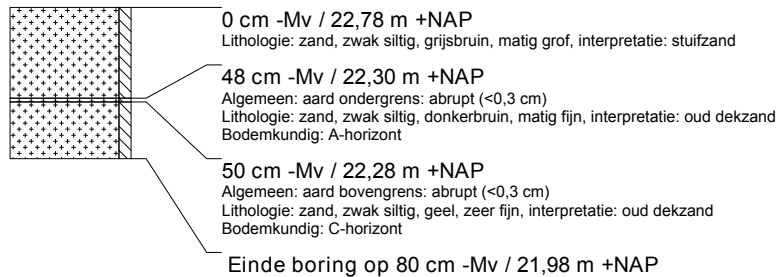 0 cm -Mv / 22,78 m +NAP
Lithologie: zand, zwak siltig, grijsbruin, matig grof, interpretatie: stuifzand
48 cm -Mv / 22,30 m +NAP
Algemeen: aard ondergrens: abrupt (<0,3 cm)
Lithologie: zand, zwak siltig, donkerbruin, matig fijn, interpretatie: oud dekzand
Bodemkundig: A-horizont
50 cm -Mv / 22,28 m +NAP
Algemeen: aard bovengrens: abrupt (<0,3 cm)
Lithologie: zand, zwak siltig, geel, zeer fijn, interpretatie: oud dekzand
Bodemkundig: C-horizont
Einde boring op 80 cm -Mv / 21,98 m +NAP